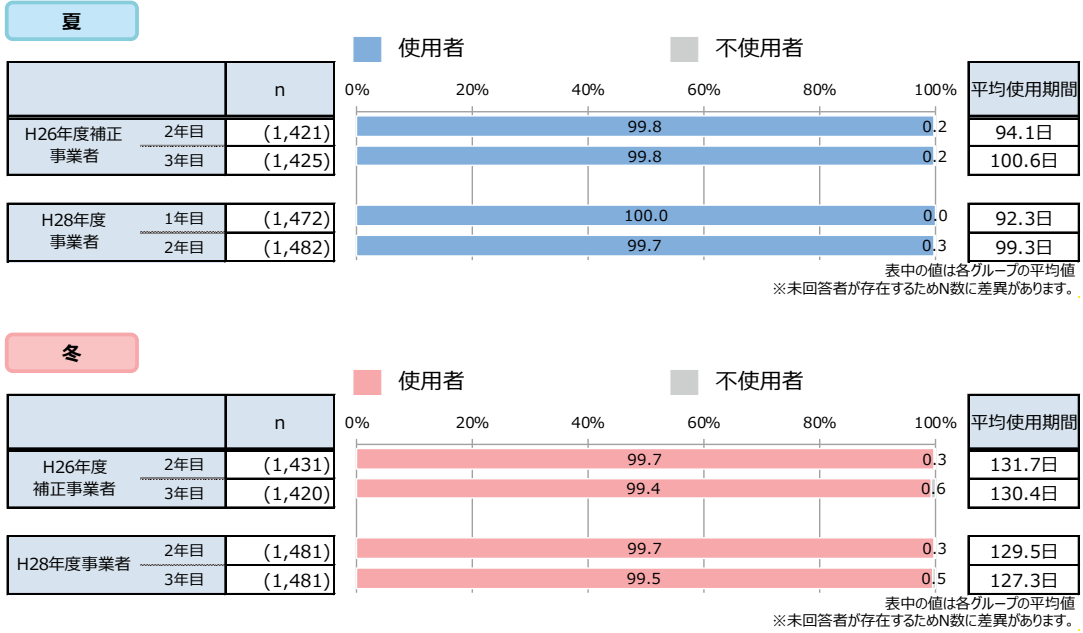 夏
使用者 不使用者
n 0% 20% 40% 60% 80% 100% 平均使用期間
H26年度補正事業者 2年目 (1,421) 99.8 0.2 94.1日
3年目 (1,425) 99.8 0.2 100.6日
H28年度事業者 1年目 (1,472) 100.0 0.0 92.3日
2年目 (1,482) 99.7 0.3 99.3日
表中の値は各グループの平均値
※未回答者が存在するためN数に差異があります。
冬
使用者 不使用者
n 0% 20% 40% 60% 80% 100% 平均使用期間
H26年度補正事業者 2年目 (1,431) 99.7 0.3 131.7日
3年目 (1,420) 99.4 0.6 130.4日
H28年度事業者 2年目 (1,481) 99.7 0.3 129.5日
3年目 (1,481) 99.5 0.5 127.3日
表中の値は各グループの平均値
※未回答者が存在するためN数に差異があります。